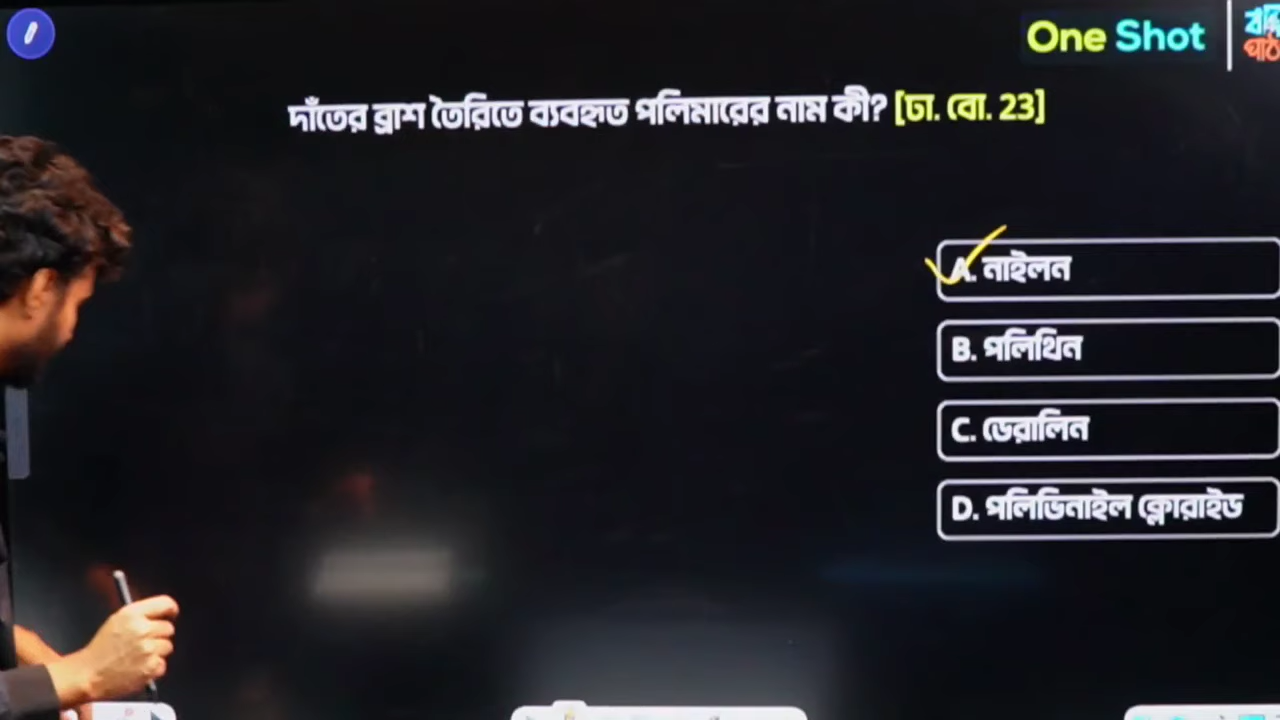 One Shot
দাঁতের ব্রাশ তৈরিতে ব্যবহৃত পলিমারের নাম কী? [ঢা. বো. 23]
A. নাইলন
B. পলিথিন
C. ডেরালিন
D. পলিভিনাইল ক্লোরাইড